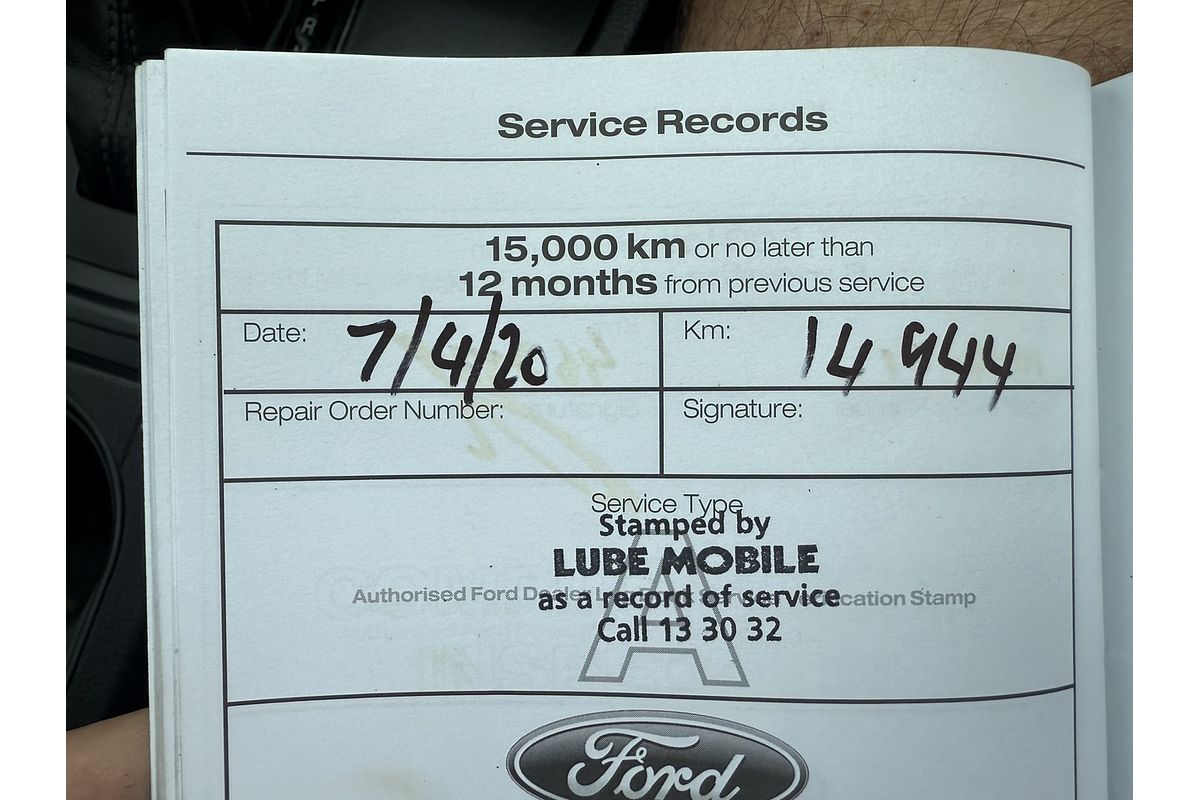 R
Service Records
15,000 km or no later than
12 months from previous service
Date: 7/4/20
Km: 14 944
Repair Order Number:
Signature:
Service Type
A
Stamped by
LUBE MOBILE
Authorised Ford Dealer Stamp
as a record of service
Call 13 30 32
Ford